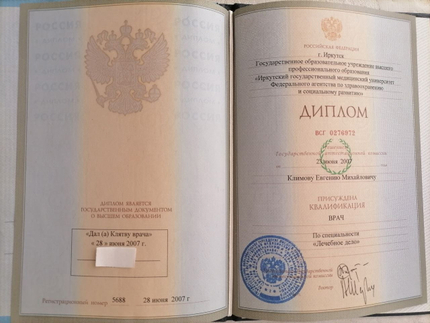 ДИПЛОМ ЯВЛЯЕТСЯ
ГОСУДАРСТВЕННЫМ ДОКУМЕНТОМ
О ВЫСШЕМ ОБРАЗОВАНИИ
«Дал (а) Клятву врача»
« 28 » июня 2007 г.
Регистрационный номер 5688 28 июня 2007 г
РОССИЙСКАЯ ФЕДЕРАЦИЯ
г. Иркутск
Государственное образовательное учреждение высшего
профессионального образования
«Иркутский государственный медицинский университет
Федерального агентства по здравоохранению
и социальному развитию»
ДИПЛОМ
ВСГ 0276972
Государственной аттестационной комиссии
июня 2007
Климову Евгению Михайловичу
ПРИСУЖДЕНА
КВАЛИФИКАЦИЯ
ВРАЧ
По специальности
«Лечебное дело»
Ректор